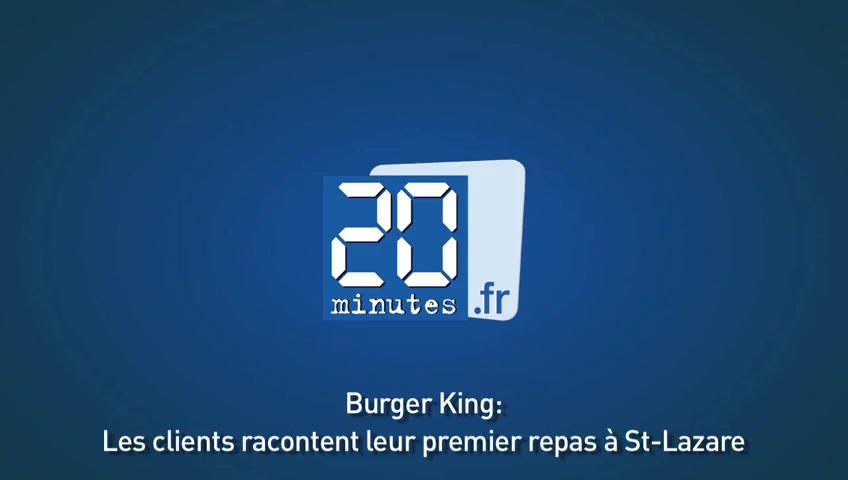 20
minutes
.fr
Burger King:
Les clients racontent leur premier repas à St-Lazare